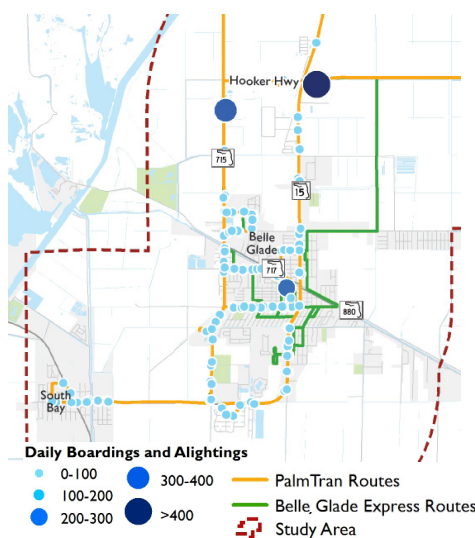 Hooker Hwy
715
15
Belle
Glade
717
880
South
Bay
Daily Boardings and Alightings
0-100
100-200
200-300
300-400
>400
PalmTran Routes
Belle Glade Express Routes
Study Area